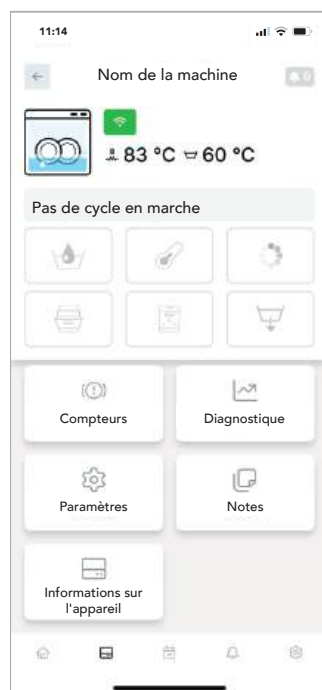 11:14
Nom de la machine
83 °C 60 °C
Pas de cycle en marche
Compteurs
Diagnostique
Paramètres
Notes
Informations sur
l'appareil